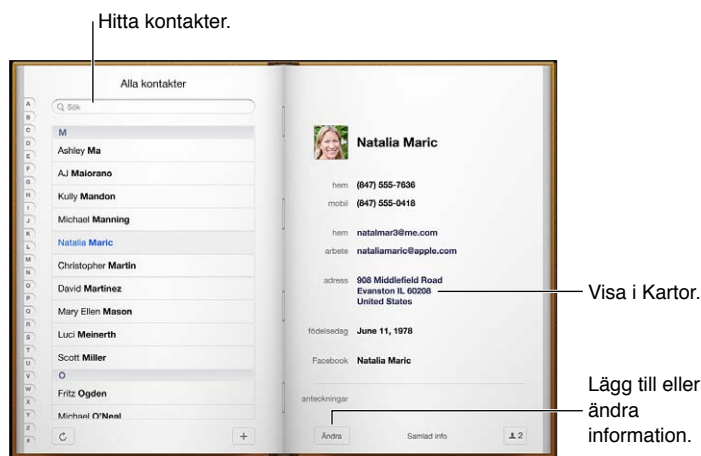 Hitta kontakter.
Alla kontakter
Sök
A
B
C
D
E
F
G
H
I
J
K
L
M
N
O
P
Q
R
S
T
U
V
W
X
Y
Z
#
M
Ashley Ma
AJ Maiorano
Kully Mandon
Michael Manning
Natalia Maric
Christopher Martin
David Martinez
Mary Ellen Mason
Luci Meinerth
Scott Miller
O
Fritz Ogden
Michael O'Neal
Natalia Maric
hem (847) 555-7636
mobil (847) 555-0418
hem natalmar3@me.com
arbete nataliamaric@apple.com
adress 908 Middlefield Road
Evanston IL 60208
United States
födelsedag June 11, 1978
Facebook Natalia Maric
anteckningar
Ändra
Samlad info
2
Visa i Kartor.
Lägg till eller
ändra
information.